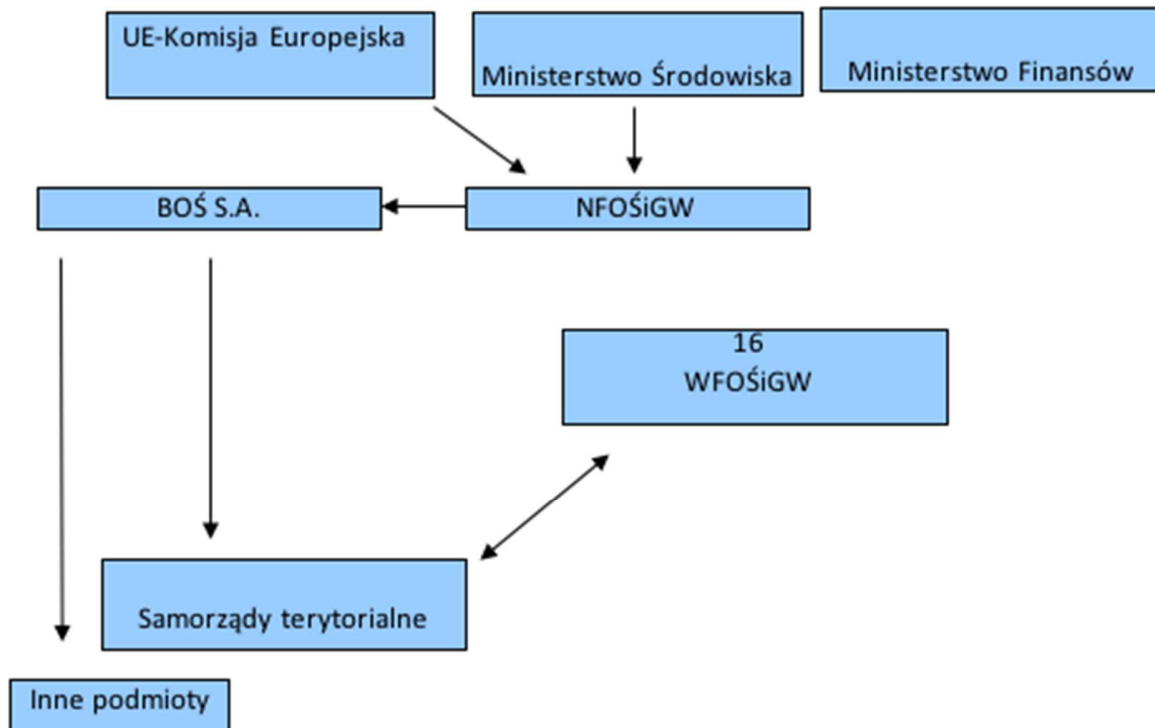 UE-Komisja Europejska
Ministerstwo Środowiska
Ministerstwo Finansów
BOŚ S.A.
NFOŚiGW
16
WFOŚiGW
Samorządy terytorialne
Inne podmioty